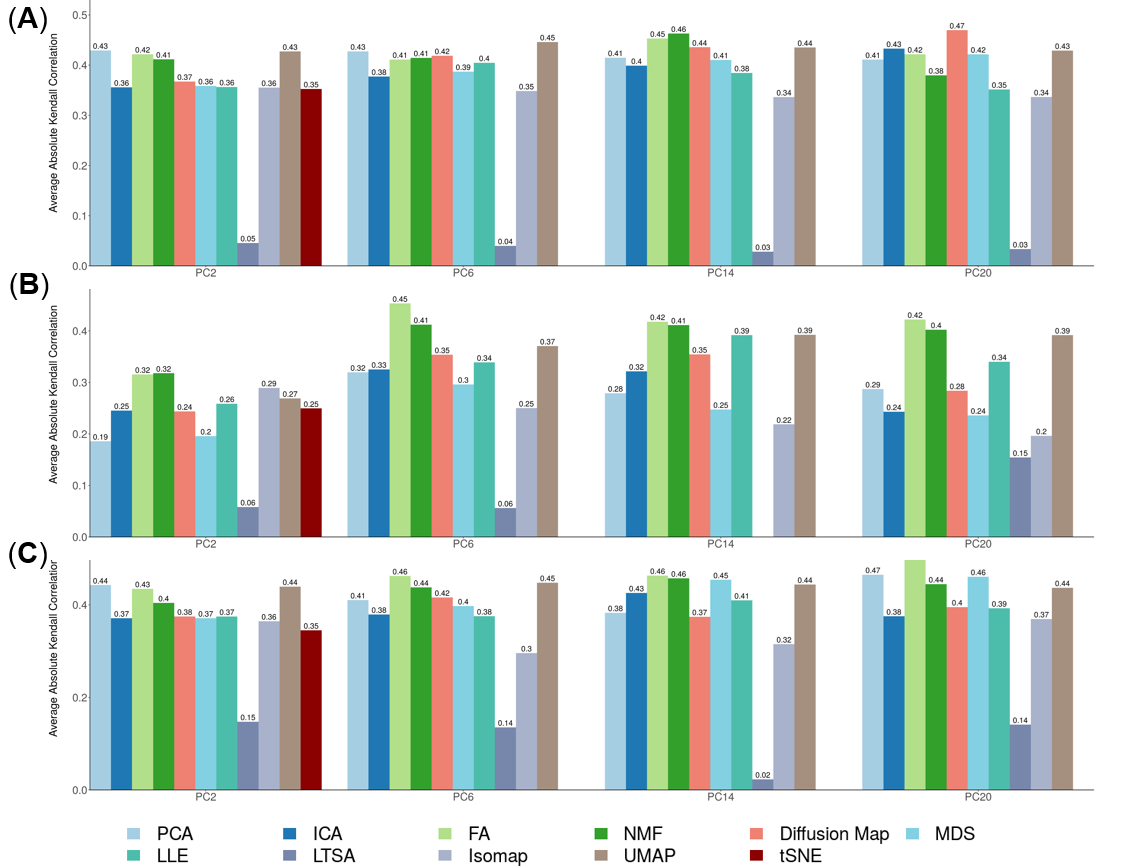 (A)
Average Absolute Kendall Correlation
0.5
0.4
0.3
0.2
0.1
0.0
0.43 0.36 0.42 0.41 0.37 0.36 0.36 0.05 0.36 0.43 0.35
0.43 0.38 0.41 0.41 0.42 0.39 0.4 0.04 0.35 0.45
0.41 0.4 0.45 0.46 0.44 0.41 0.38 0.03 0.34 0.44
0.41 0.43 0.42 0.38 0.47 0.42 0.35 0.03 0.34 0.43
PC2 PC6 PC14 PC20
(B)
Average Absolute Kendall Correlation
0.4
0.3
0.2
0.1
0.0
0.19 0.25 0.32 0.32 0.24 0.2 0.26 0.06 0.29 0.27 0.25
0.32 0.33 0.45 0.41 0.35 0.3 0.34 0.06 0.25 0.37
0.28 0.32 0.42 0.41 0.35 0.25 0.39 0.22 0.39
0.29 0.24 0.42 0.4 0.28 0.24 0.34 0.15 0.2 0.39
PC2 PC6 PC14 PC20
(C)
Average Absolute Kendall Correlation
0.4
0.2
0.0
0.44 0.37 0.43 0.4 0.38 0.37 0.37 0.15 0.36 0.44 0.35
0.41 0.38 0.46 0.44 0.42 0.4 0.38 0.14 0.3 0.45
0.38 0.43 0.46 0.46 0.37 0.45 0.41 0.02 0.32 0.44
0.47 0.38 0.44 0.4 0.46 0.39 0.14 0.37 0.44
PC2 PC6 PC14 PC20
PCA ICA FA NMF Diffusion Map MDS
LLE LTSA Isomap UMAP tSNE